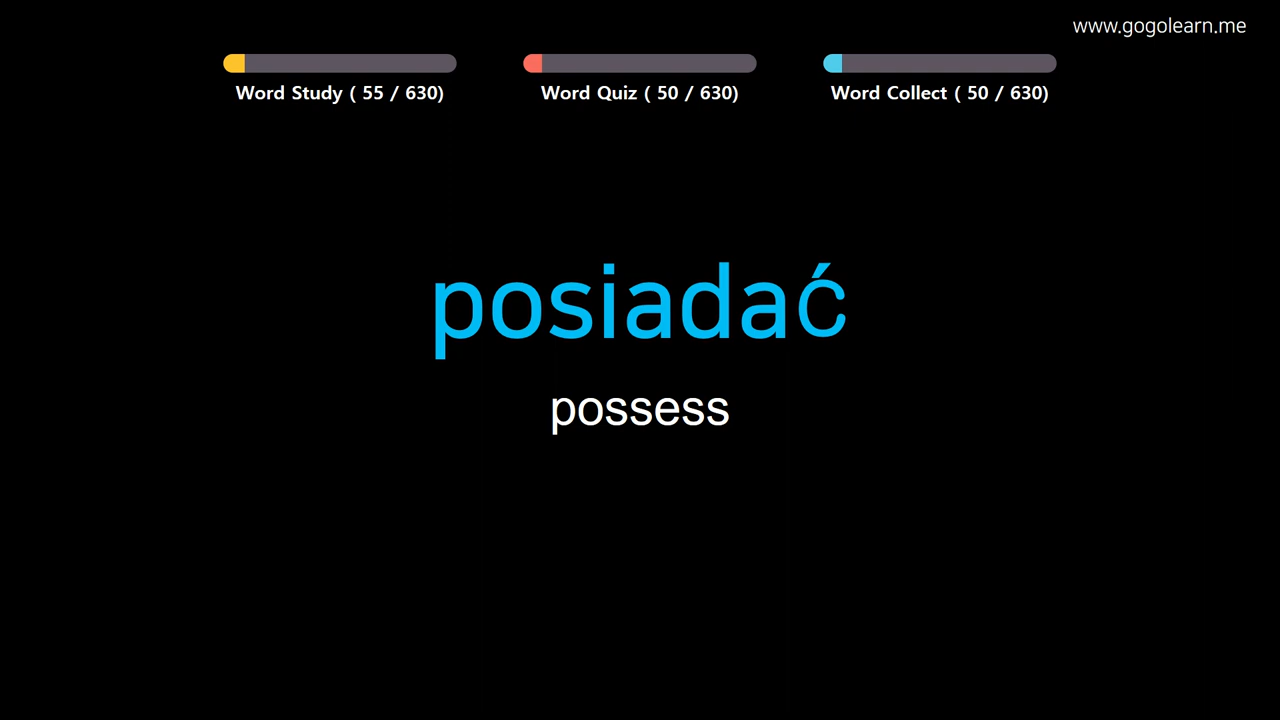 www.gogolearn.me
Word Study ( 55 / 630)
Word Quiz ( 50 / 630)
Word Collect ( 50 / 630)
posiadać
possess